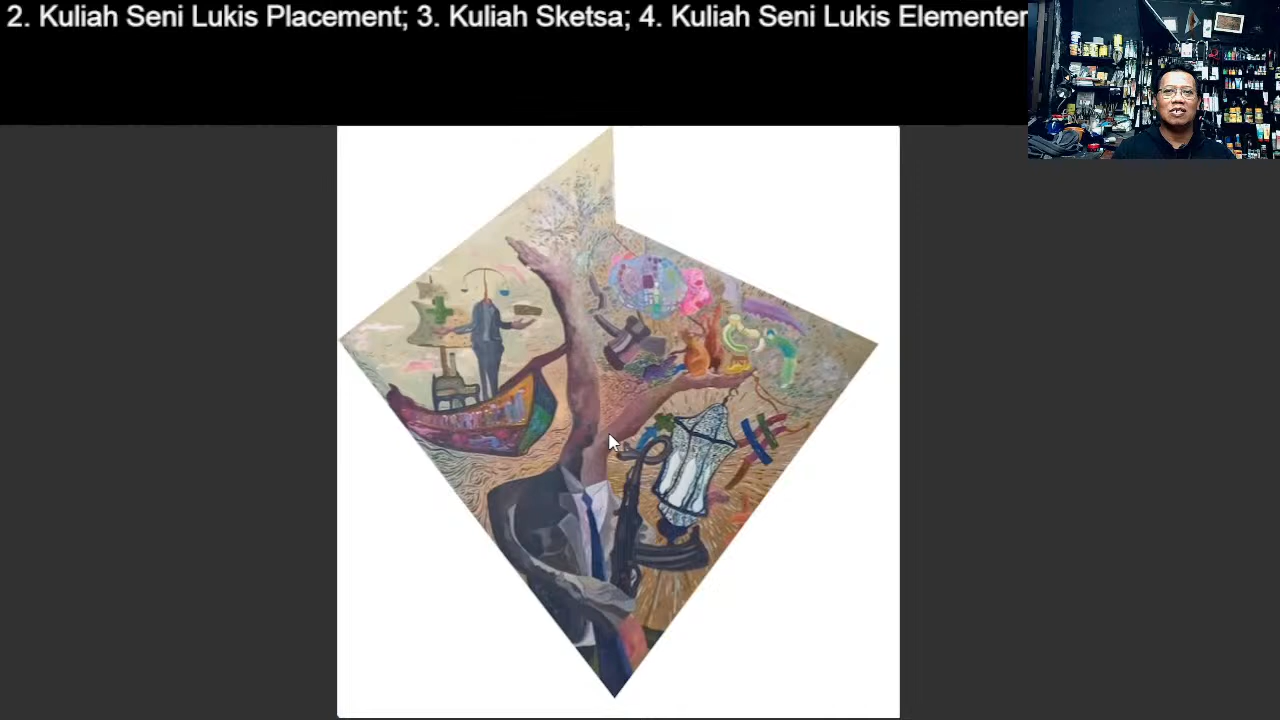 2. Kuliah Seni Lukis Placement; 3. Kuliah Sketsa; 4. Kuliah Seni Lukis Elementer